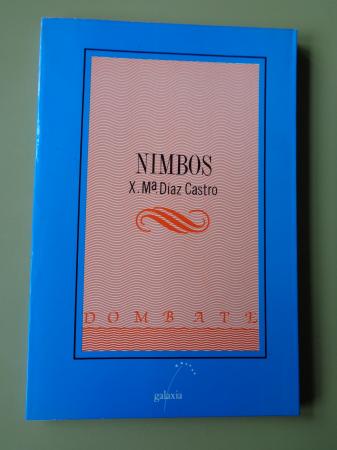 NIMBOS
X. Mª Díaz Castro
DOMBATE
galaxia